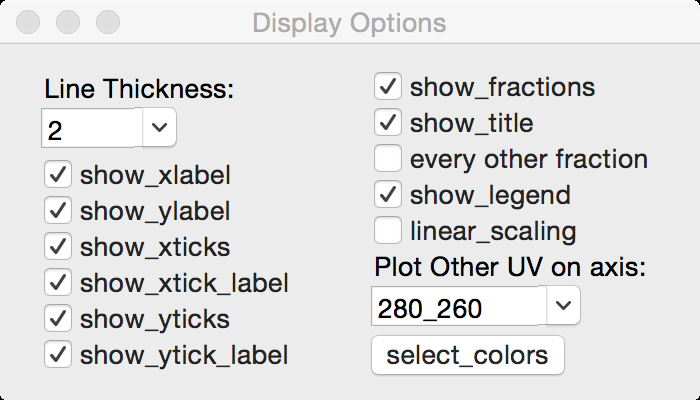 Display Options
Line Thickness:
2
show_xlabel
show_ylabel
show_xticks
show_xtick_label
show_yticks
show_ytick_label
show_fractions
show_title
every other fraction
show_legend
linear_scaling
Plot Other UV on axis:
280_260
select_colors